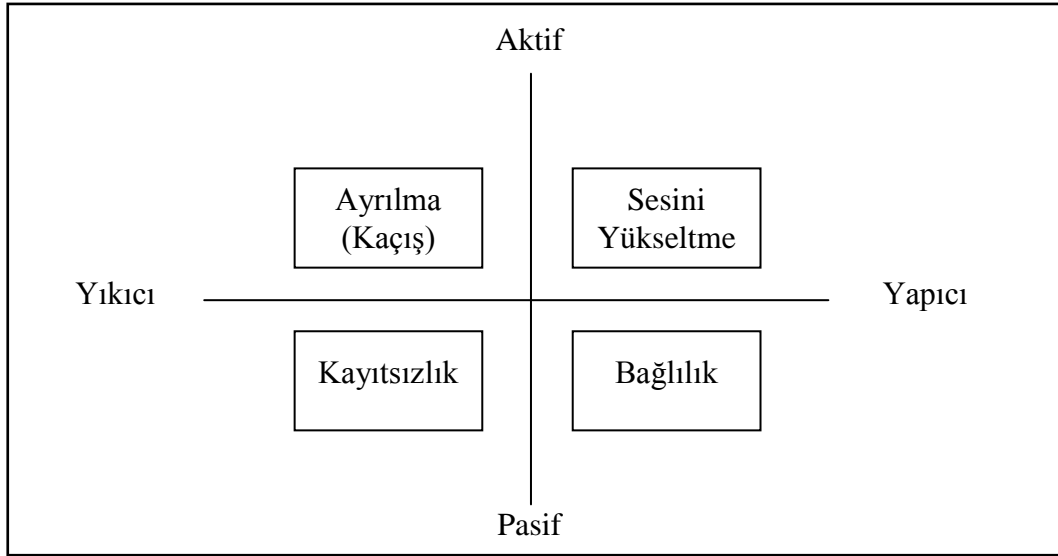 Aktif
Ayrılma
(Kaçış)
Sesini
Yükseltme
Yıkıcı
Yapıcı
Kayıtsızlık
Bağlılık
Pasif